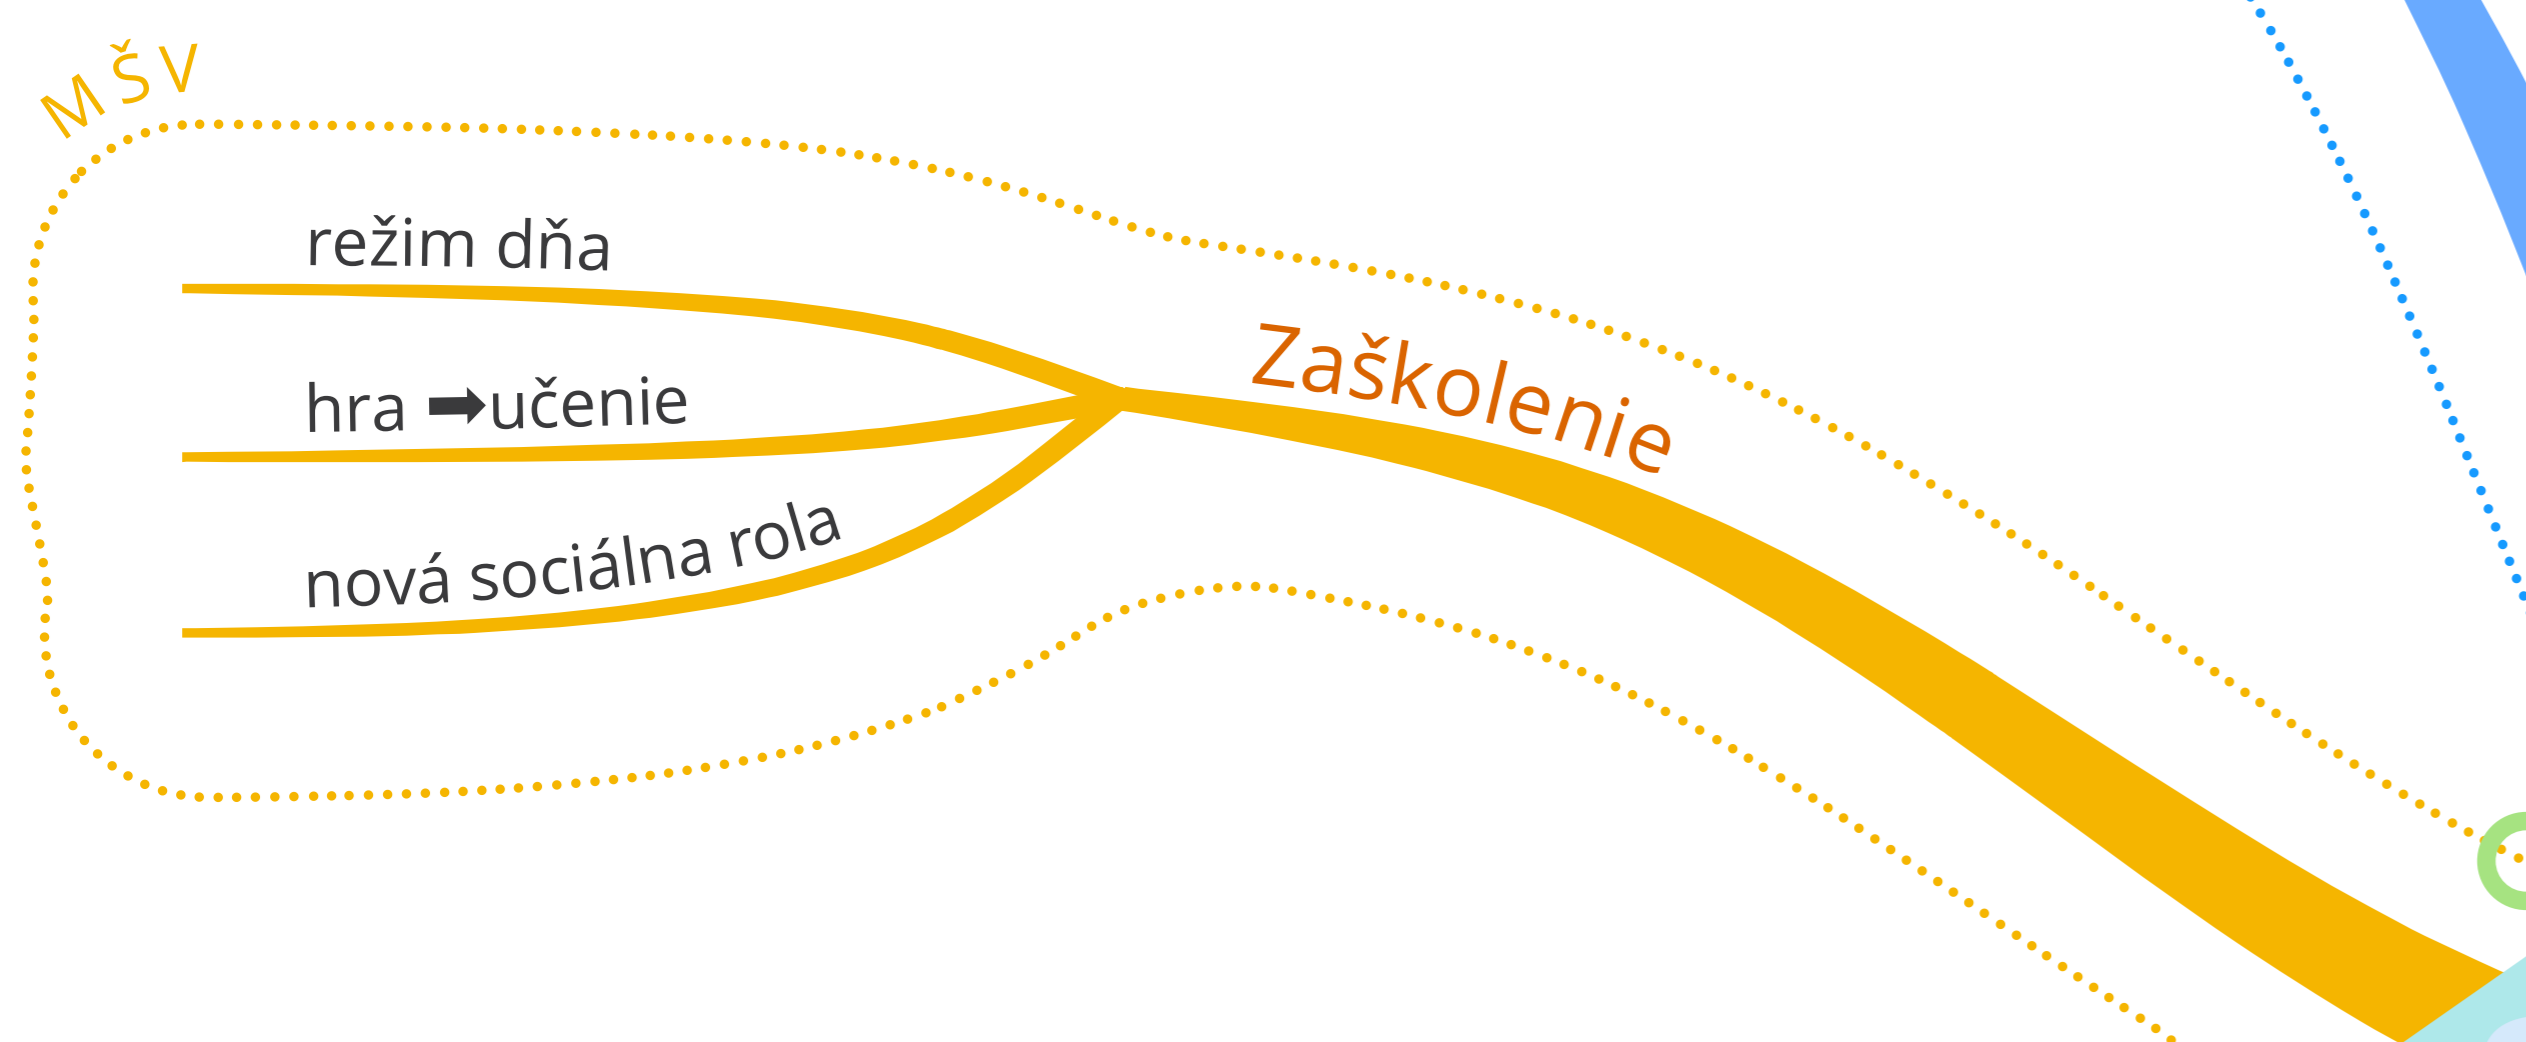 MŠV
režim dňa
hra ➡učenie
nová sociálna rola
Zaškolenie